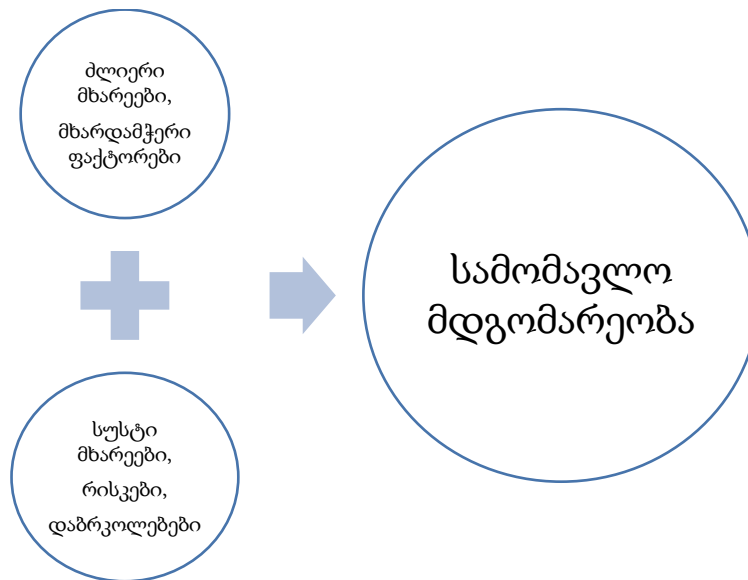 ძლიერი
მხარეები,
მხარდამჭერი
ფაქტორები
სუსტი
მხარეები,
რისკები,
დაბრკოლებები
სამომავლო
მდგომარეობა